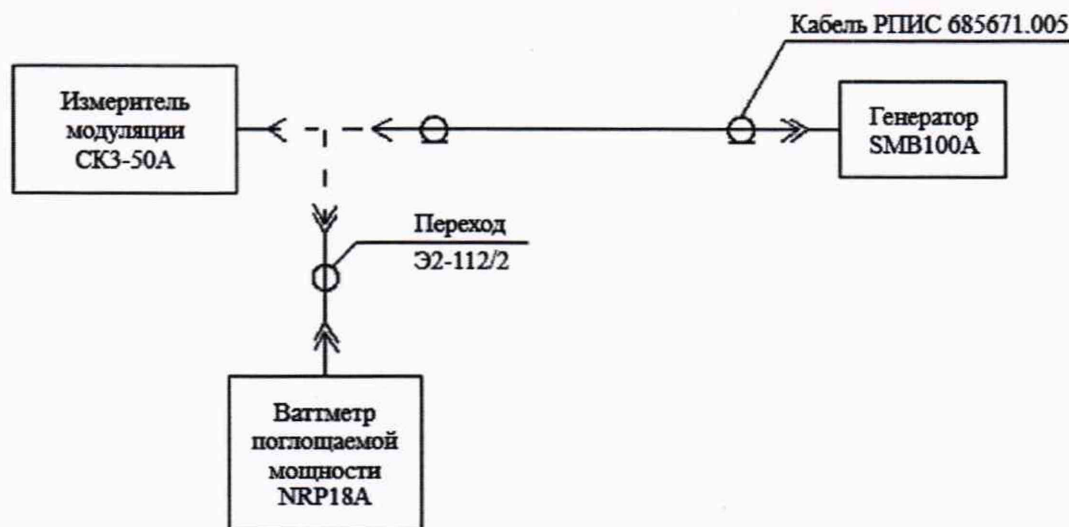 Кабель РПИС 685671.005
Измеритель
модуляции
СК3-50А
Генератор
SMB100A
Переход
Э2-112/2
Ваттметр
поглощаемой
мощности
NRP18A